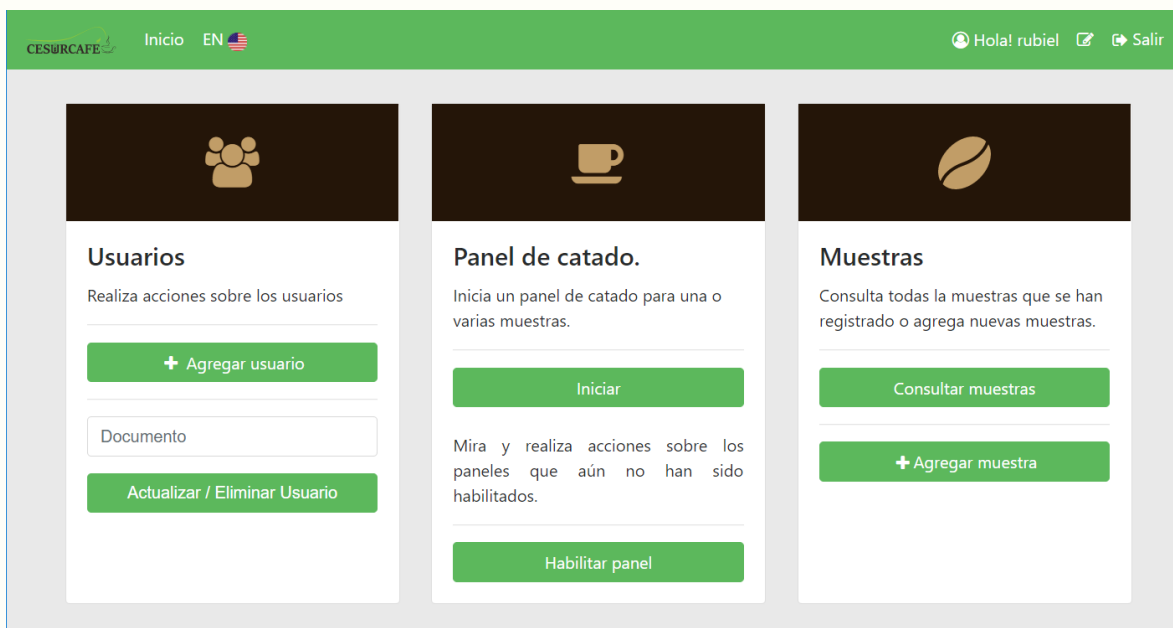 CESURCAFE
Inicio
EN
Hola! rubiel
Salir
Usuarios
Realiza acciones sobre los usuarios
Agregar usuario
Documento
Actualizar / Eliminar Usuario
Panel de catado.
Inicia un panel de catado para una o
varias muestras.
Iniciar
Mira y realiza acciones sobre los
paneles que aún no han sido
habilitados.
Habilitar panel
Muestras
Consulta todas la muestras que se han
registrado o agrega nuevas muestras.
Consultar muestras
Agregar muestra